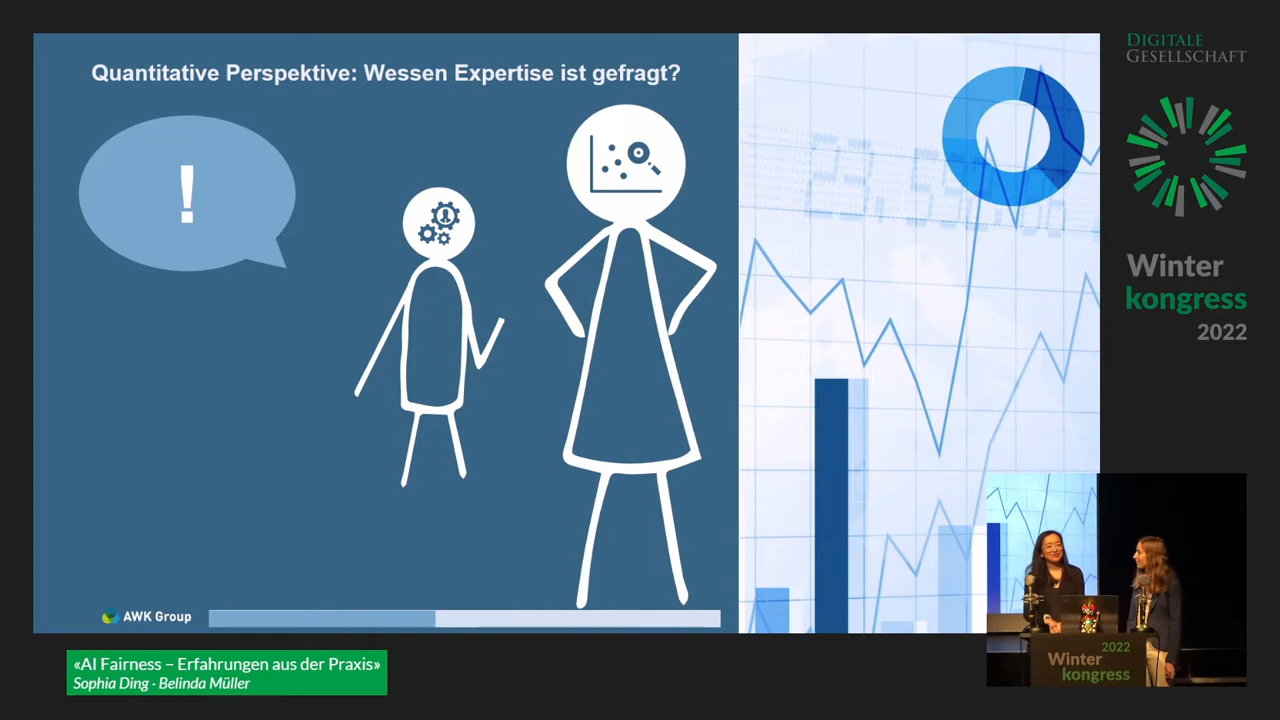 Quantitative Perspektive: Wessen Expertise ist gefragt?
!
AWK Group
DIGITALE
GESELLSCHAFT
Winter
kongress
2022
2022
Winter
kongress
«AI Fairness – Erfahrungen aus der Praxis»
Sophia Ding · Belinda Müller